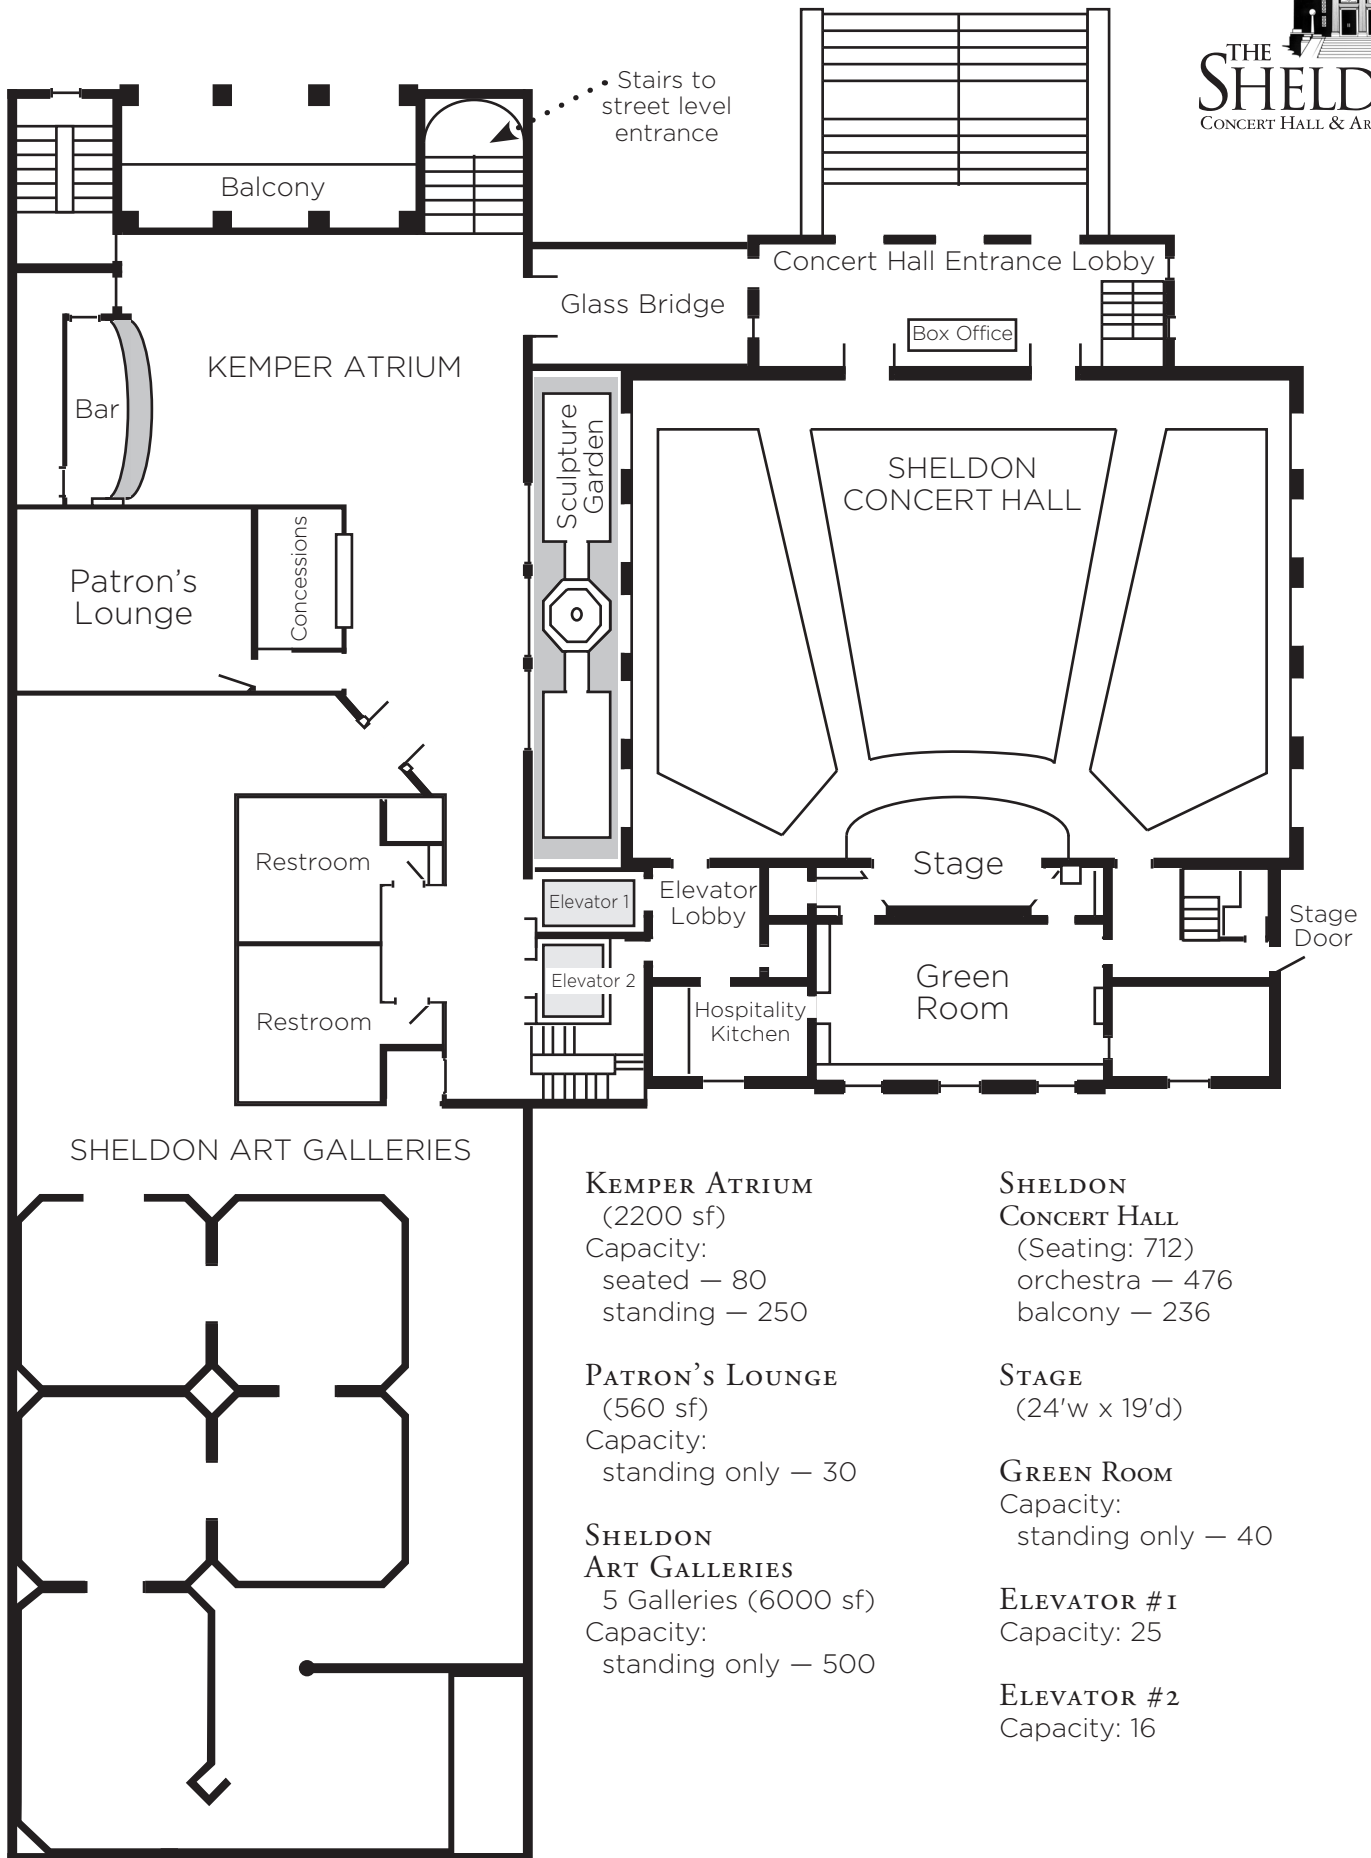 THE
SHELD
CONCERT HALL & AR
Stairs to
street level
entrance
Balcony
Concert Hall Entrance Lobby
Glass Bridge
Box Office
KEMPER ATRIUM
Bar
Sculpture
Garden
SHELDON
CONCERT HALL
Concessions
Patron's
Lounge
Restroom
Stage
Elevator 1
Elevator
Lobby
Stage
Door
Elevator 2
Green
Room
Restroom
Hospitality
Kitchen
SHELDON ART GALLERIES
KEMPER ATRIUM
(2200 sf)
Capacity:
seated — 80
standing — 250
PATRON'S LOUNGE
(560 sf)
Capacity:
standing only — 30
SHELDON
ART GALLERIES
5 Galleries (6000 sf)
Capacity:
standing only — 500
SHELDON
CONCERT HALL
(Seating: 712)
orchestra — 476
balcony — 236
STAGE
(24'w x 19'd)
GREEN ROOM
Capacity:
standing only — 40
ELEVATOR #1
Capacity: 25
ELEVATOR #2
Capacity: 16